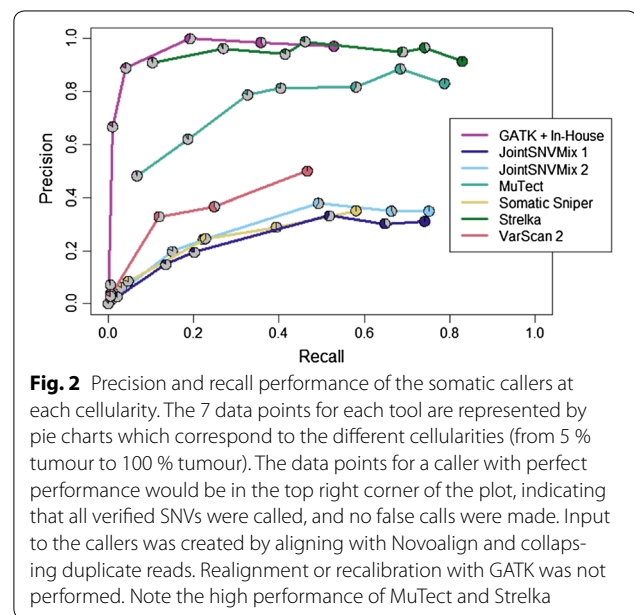 1.0
0.8
0.6
0.4
0.2
0.0
Precision
0.0 0.2 0.4 0.6 0.8 1.0
Recall
GATK + In-House
JointSNVMix 1
JointSNVMix 2
MuTect
Somatic Sniper
Strelka
VarScan 2
Fig. 2 Precision and recall performance of the somatic callers at
each cellularity. The 7 data points for each tool are represented by
pie charts which correspond to the different cellularities (from 5 %
tumour to 100 % tumour). The data points for a caller with perfect
performance would be in the top right corner of the plot, indicating
that all verified SNVs were called, and no false calls were made. Input
to the callers was created by aligning with Novoalign and collaps-
ing duplicate reads. Realignment or recalibration with GATK was not
performed. Note the high performance of MuTect and Strelka